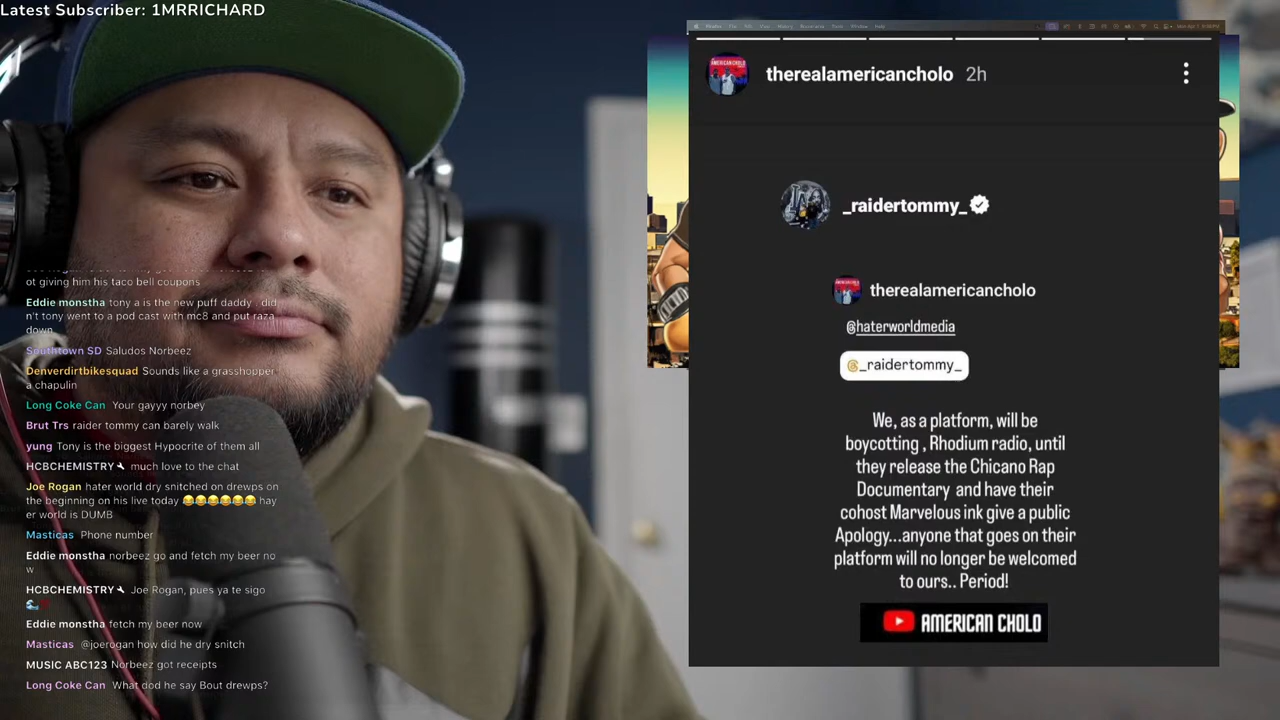 Latest Subscriber: 1MRRICHARD
ot giving him his taco bell coupons
Eddie monstha tony a is the new puff daddy . did
n't tony went to a pod cast with mc8 and put raza
down
Southtown SD Saludos Norbeez
Denverdirtbikesquad Sounds like a grasshopper
a chapulin
Long Coke Can Your gayyy norbey
Brut Trs raider tommy can barely walk
yung Tony is the biggest Hypocrite of them all
HCBCHEMISTRY much love to the chat
Joe Rogan hater world dry snitched on drewps on
the beginning on his live today 😂😂😂😂😂😂 hay
er world is DUMB
Masticas Phone number
Eddie monstha norbeez go and fetch my beer no
w
HCBCHEMISTRY Joe Rogan, pues ya te sigo
Eddie monstha fetch my beer now
Masticas @joerogan how did he dry snitch
MUSIC ABC123 Norbeez got receipts
Long Coke Can What dod he say Bout drewps?
therealamericancholo 2h
_raidertommy_
therealamericancholo
@haterworldmedia
_raidertommy_
We, as a platform, will be
boycotting , Rhodium radio, until
they release the Chicano Rap
Documentary and have their
cohost Marvelous ink give a public
Apology...anyone that goes on their
platform will no longer be welcomed
to ours.. Period!
AMERICAN CHOLO